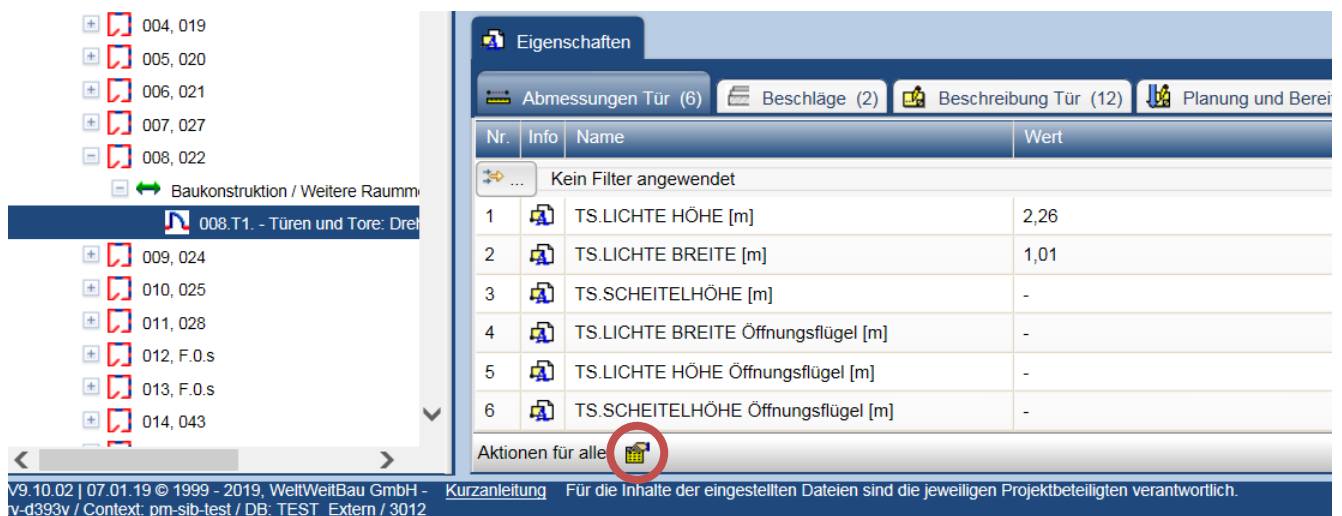 004, 019
005, 020
006, 021
007, 027
008, 022
Baukonstruktion / Weitere Raumm
008.T1. - Türen und Tore: Dreh
009, 024
010, 025
011, 028
012, F.0.s
013, F.0.s
014, 043
Eigenschaften
Abmessungen Tür (6) Beschläge (2) Beschreibung Tür (12) Planung und Berei
Nr. Info Name Wert
... Kein Filter angewendet
1 TS.LICHTE HÖHE [m] 2,26
2 TS.LICHTE BREITE [m] 1,01
3 TS.SCHEITELHÖHE [m] -
4 TS.LICHTE BREITE Öffnungsflügel [m] -
5 TS.LICHTE HÖHE Öffnungsflügel [m] -
6 TS.SCHEITELHÖHE Öffnungsflügel [m] -
Aktionen für alle
V9.10.02 | 07.01.19 © 1999 - 2019, WeltWeitBau GmbH - Kurzanleitung Für die Inhalte der eingestellten Dateien sind die jeweiligen Projektbeteiligten verantwortlich.
rv-d393v / Context: pm-sib-test / DB: TEST_Extern / 3012